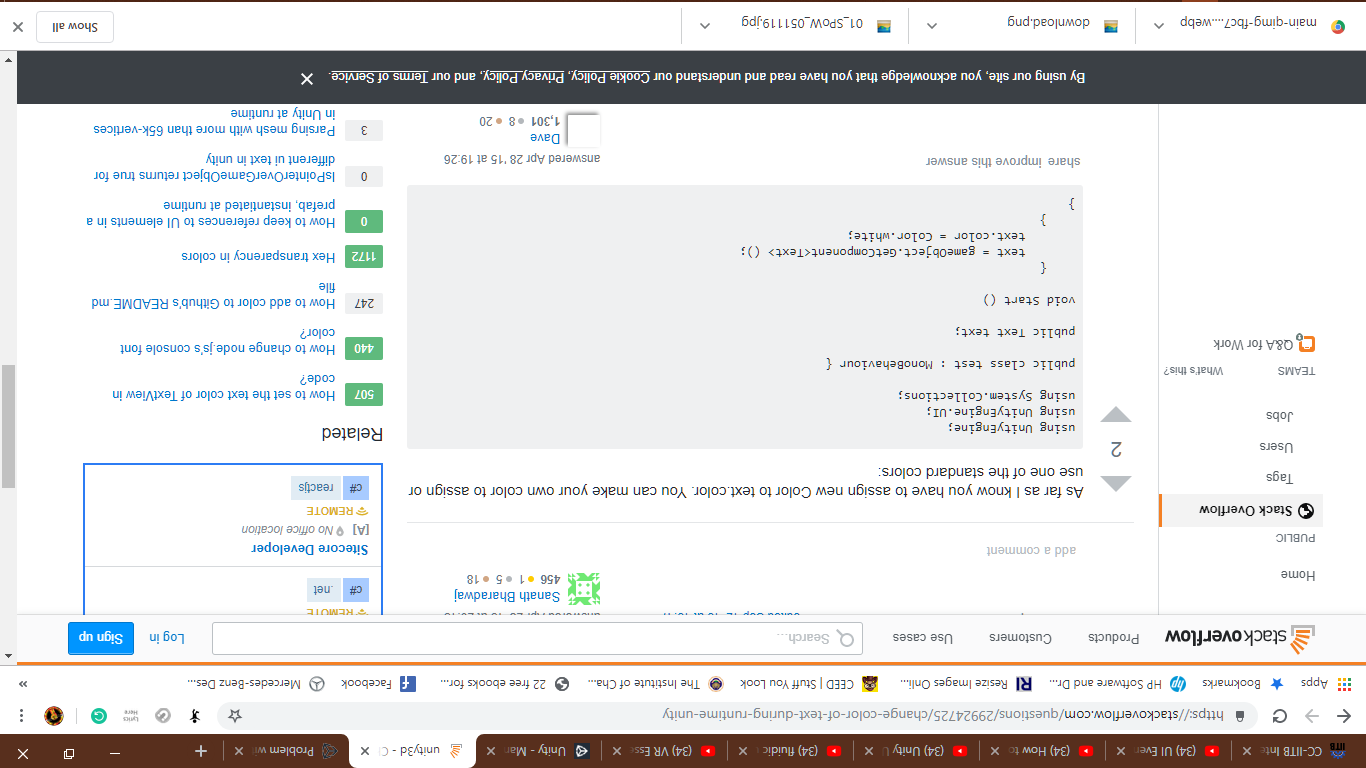 CC-IITB Inte
(34) UI Ever
(34) How to
(34) Unity U
(34) fluidic v
(34) VR Esse
Unity - Man
unity3d - C
Problem wi
https://stackoverflow.com/questions/29924725/change-color-of-text-during-runtime-unity
Lyrics
Here
Apps
Bookmarks
HP Software and Dr...
Resize Images Onli...
CEED | Stuff You Look
The Institute of Cha...
22 free ebooks for...
Facebook
Mercedes-Benz Des...
»
stackoverflow
Products
Customers
Use cases
Search...
Log in
Sign up
Home
PUBLIC
Stack Overflow
Tags
Users
Jobs
TEAMS What's this?
Q&A for Work
Sanath Bharadwaj
456 1 5 18
add a comment
2
As far as I know you have to assign new Color to text.color. You can make your own color to assign or
use one of the standard colors:
using UnityEngine;
using UnityEngine.UI;
using System.Collections;
public class test : MonoBehaviour {
public Text text;
void Start ()
{
text = gameObject.GetComponent<Text> ();
text.color = Color.white;
}
}
share improve this answer
answered Apr 28 '15 at 19:26
Dave
1,301 8 20
REMOTE
c# .net
Sitecore Developer
[A] No office location
REMOTE
c# reactjs
Related
507 How to set the text color of TextView in
code?
440 How to change node.js's console font
color?
247 How to add color to Github's README.md
file
1172 Hex transparency in colors
0 How to keep references to UI elements in a
prefab, instantiated at runtime
0 IsPointerOverGameObject returns true for
different ui text in unity
3 Parsing mesh with more than 65k-vertices
in Unity at runtime
By using our site, you acknowledge that you have read and understand our Cookie Policy, Privacy Policy, and our Terms of Service.
main-qimg-fbc7....webp
download.png
01_SPoW_051119.jpg
Show all